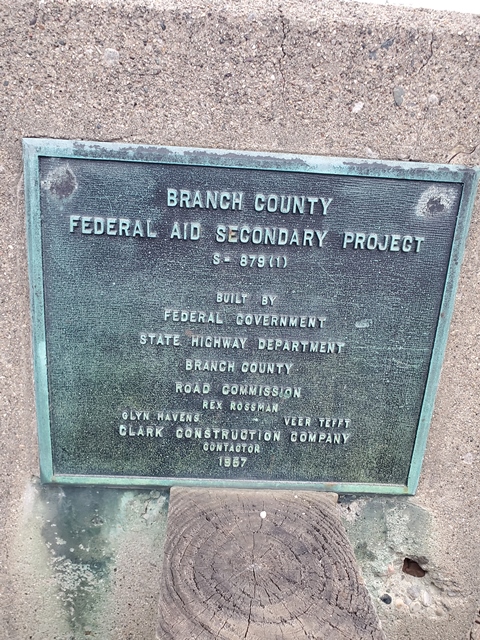 BRANCH COUNTY
FEDERAL AID SECONDARY PROJECT
S- 879(1)
BUILT BY
FEDERAL GOVERNMENT
STATE HIGHWAY DEPARTMENT
BRANCH COUNTY
ROAD COMMISSION
REX ROSSMAN
GLYN HAVENS - VEER TEFFT
CLARK CONSTRUCTION COMPANY
CONTACTOR
1957